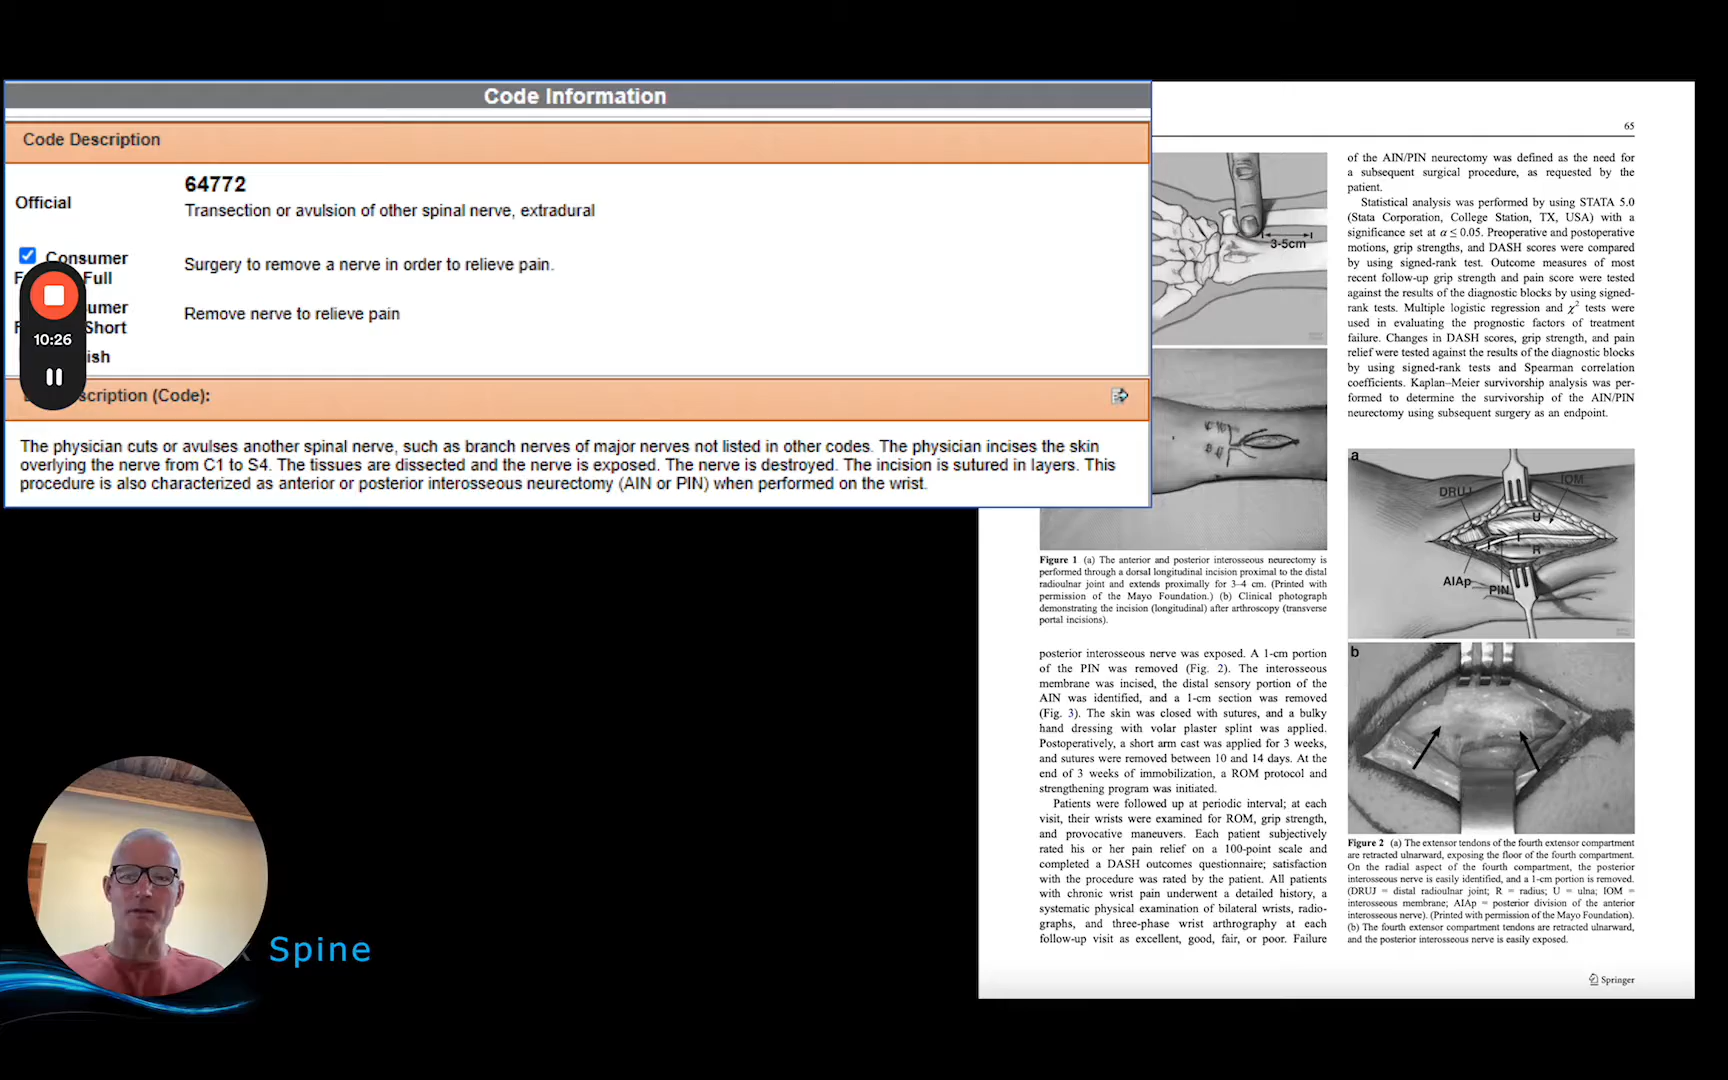 Code Information
Code Description
Official
64772
Transection or avulsion of other spinal nerve, extradural
Consumer
Full
Surgery to remove a nerve in order to relieve pain.
umer
Short
Remove nerve to relieve pain
ish
scription (Code):
The physician cuts or avulses another spinal nerve, such as branch nerves of major nerves not listed in other codes. The physician incises the skin
overlying the nerve from C1 to S4. The tissues are dissected and the nerve is exposed. The nerve is destroyed. The incision is sutured in layers. This
procedure is also characterized as anterior or posterior interosseous neurectomy (AIN or PIN) when performed on the wrist.
10:26
Spine
65
3-5cm
Figure 1 (a) The anterior and posterior interosseous neurectomy is
performed through a dorsal longitudinal incision proximal to the distal
radioulnar joint and extends proximally for 3–4 cm. (Printed with
permission of the Mayo Foundation.) (b) Clinical photograph
demonstrating the incision (longitudinal) after arthroscopy (transverse
portal incisions).
posterior interosseous nerve was exposed. A 1-cm portion
of the PIN was removed (Fig. 2). The interosseous
membrane was incised, the distal sensory portion of the
AIN was identified, and a 1-cm section was removed
(Fig. 3). The skin was closed with sutures, and a bulky
hand dressing with volar plaster splint was applied.
Postoperatively, a short arm cast was applied for 3 weeks,
and sutures were removed between 10 and 14 days. At the
end of 3 weeks of immobilization, a ROM protocol and
strengthening program was initiated.
Patients were followed up at periodic interval; at each
visit, their wrists were examined for ROM, grip strength,
and provocative maneuvers. Each patient subjectively
rated his or her pain relief on a 100-point scale and
completed a DASH outcomes questionnaire; satisfaction
with the procedure was rated by the patient. All patients
with chronic wrist pain underwent a detailed history, a
systematic physical examination of bilateral wrists, radio-
graphs, and three-phase wrist arthrography at each
follow-up visit as excellent, good, fair, or poor. Failure
of the AIN/PIN neurectomy was defined as the need for
a subsequent surgical procedure, as requested by the
patient.
Statistical analysis was performed by using STATA 5.0
(Stata Corporation, College Station, TX, USA) with a
significance set at α ≤ 0.05. Preoperative and postoperative
motions, grip strengths, and DASH scores were compared
by using signed-rank test. Outcome measures of most
recent follow-up grip strength and pain score were tested
against the results of the diagnostic blocks by using signed-
rank tests. Multiple logistic regression and χ² tests were
used in evaluating the prognostic factors of treatment
failure. Changes in DASH scores, grip strength, and pain
relief were tested against the results of the diagnostic blocks
by using signed-rank tests and Spearman correlation
coefficients. Kaplan–Meier survivorship analysis was per-
formed to determine the survivorship of the AIN/PIN
neurectomy using subsequent surgery as an endpoint.
a
DRUJ
IOM
U
R
AIAp
PIN
b
Figure 2 (a) The extensor tendons of the fourth extensor compartment
are retracted ulnarward, exposing the floor of the fourth compartment.
On the radial aspect of the fourth compartment, the posterior
interosseous nerve is easily identified, and a 1-cm portion is removed.
(DRUJ = distal radioulnar joint; R = radius; U = ulna; IOM =
interosseous membrane; AIAp = posterior division of the anterior
interosseous nerve). (Printed with permission of the Mayo Foundation).
(b) The fourth extensor compartment tendons are retracted ulnarward,
and the posterior interosseous nerve is easily exposed.
Springer